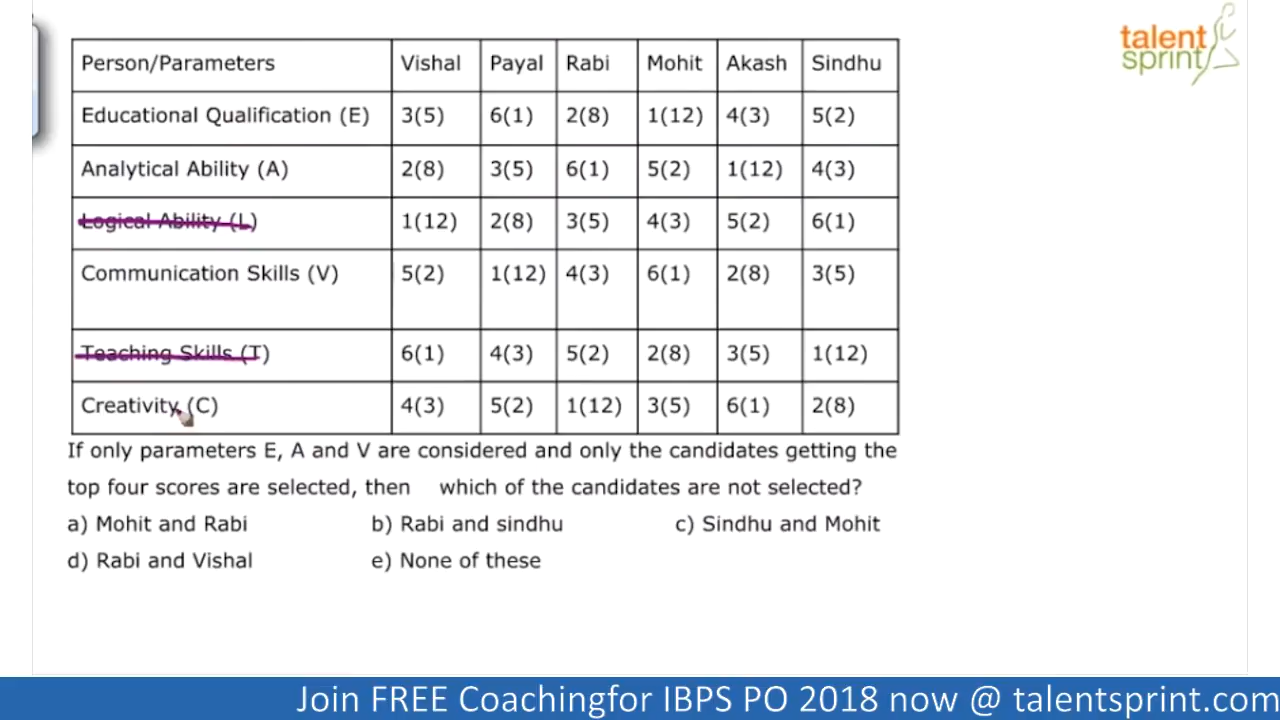 talent
sprint
Person/Parameters Vishal Payal Rabi Mohit Akash Sindhu
Educational Qualification (E) 3(5) 6(1) 2(8) 1(12) 4(3) 5(2)
Analytical Ability (A) 2(8) 3(5) 6(1) 5(2) 1(12) 4(3)
Logical Ability (L) 1(12) 2(8) 3(5) 4(3) 5(2) 6(1)
Communication Skills (V) 5(2) 1(12) 4(3) 6(1) 2(8) 3(5)
Teaching Skills (T) 6(1) 4(3) 5(2) 2(8) 3(5) 1(12)
Creativity (C) 4(3) 5(2) 1(12) 3(5) 6(1) 2(8)
If only parameters E, A and V are considered and only the candidates getting the
top four scores are selected, then which of the candidates are not selected?
a) Mohit and Rabi b) Rabi and sindhu c) Sindhu and Mohit
d) Rabi and Vishal e) None of these
Join FREE Coachingfor IBPS PO 2018 now @ talentsprint.com